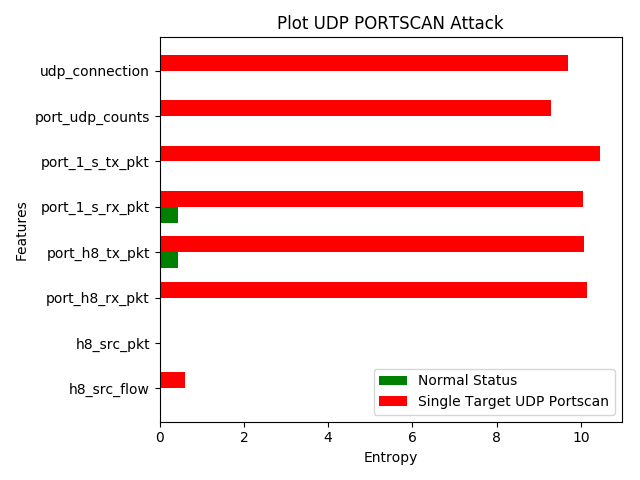 Plot UDP PORTSCAN Attack
udp_connection
port_udp_counts
port_1_s_tx_pkt
port_1_s_rx_pkt
port_h8_tx_pkt
port_h8_rx_pkt
h8_src_pkt
h8_src_flow
Features
Normal Status
Single Target UDP Portscan
0 2 4 6 8 10
Entropy